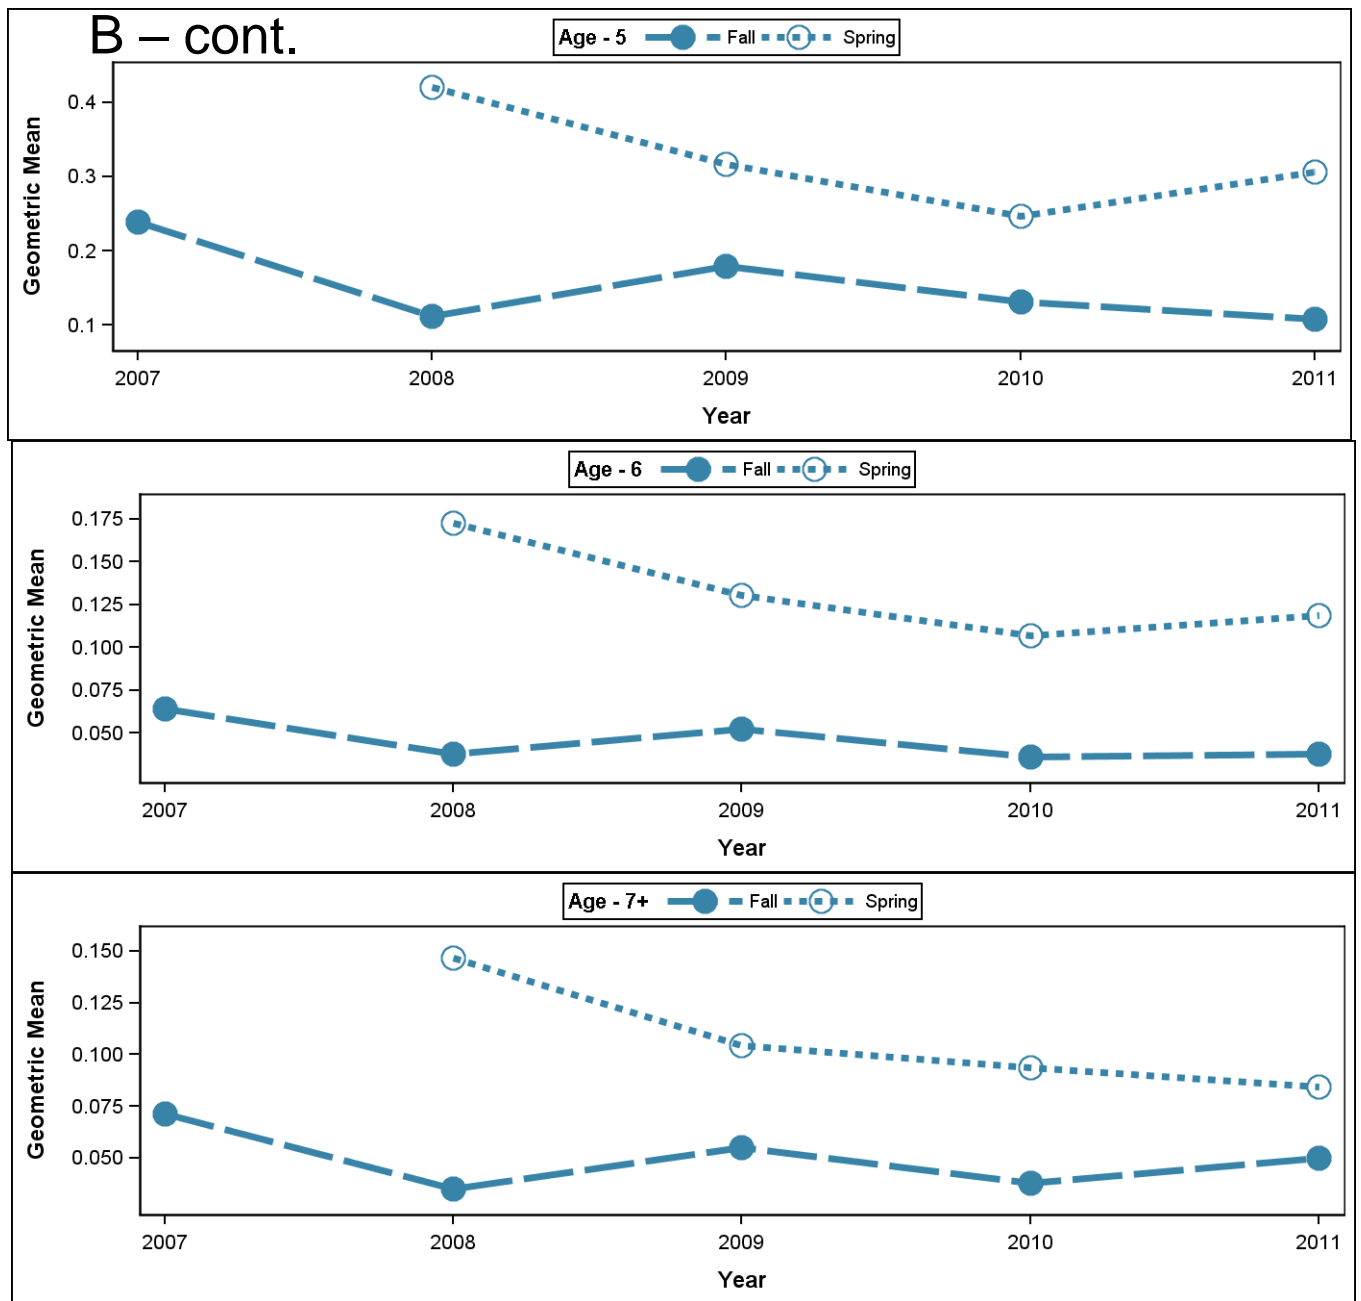 B – cont.
Age - 5 Fall Spring
Geometric Mean
0.4
0.3
0.2
0.1
2007 2008 2009 2010 2011
Year
Age - 6 Fall Spring
Geometric Mean
0.175
0.150
0.125
0.100
0.075
0.050
2007 2008 2009 2010 2011
Year
Age - 7+ Fall Spring
Geometric Mean
0.150
0.125
0.100
0.075
0.050
2007 2008 2009 2010 2011
Year